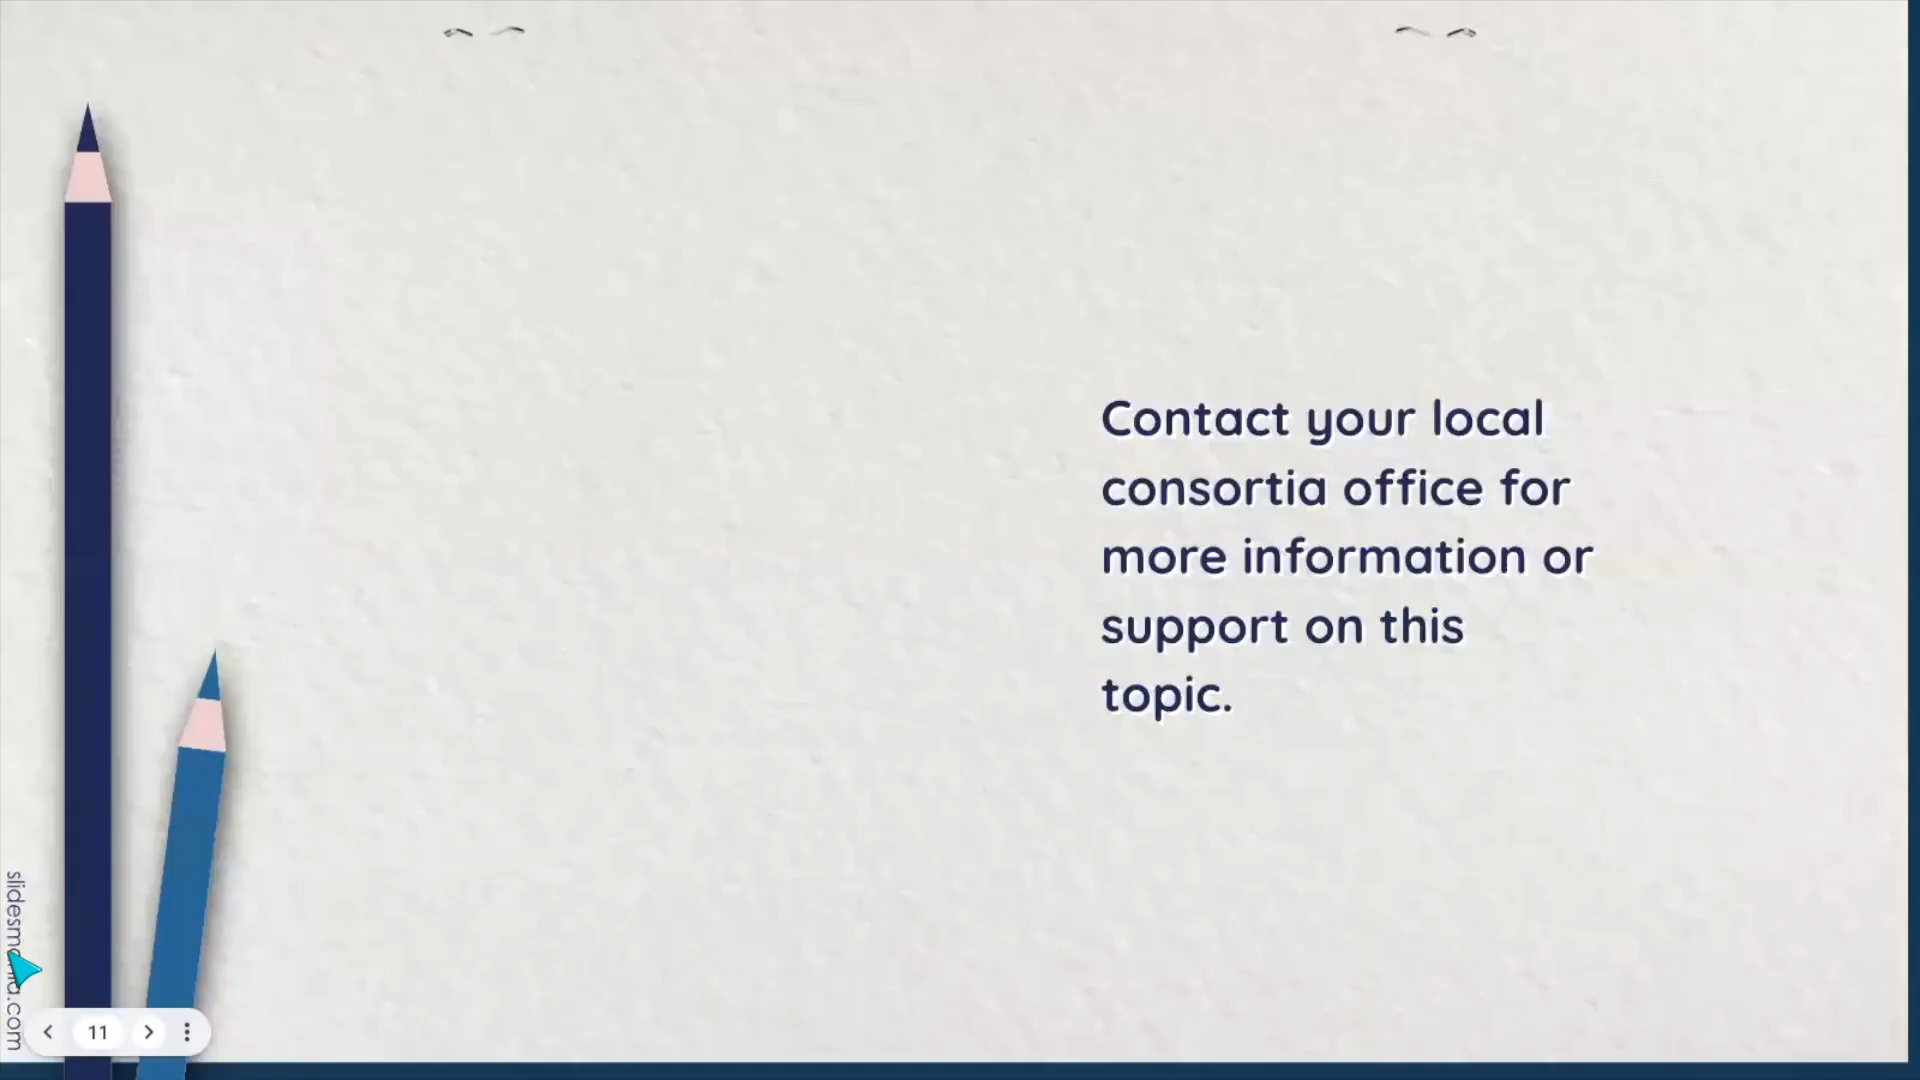 Contact your local
consortia office for
more information or
support on this
topic.
11